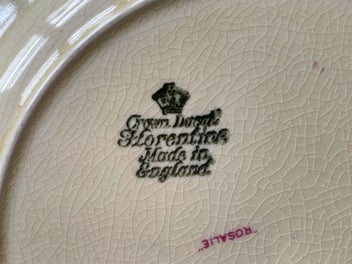 Crown Ducal
Florentine
Made in
England
"ROSALIE"